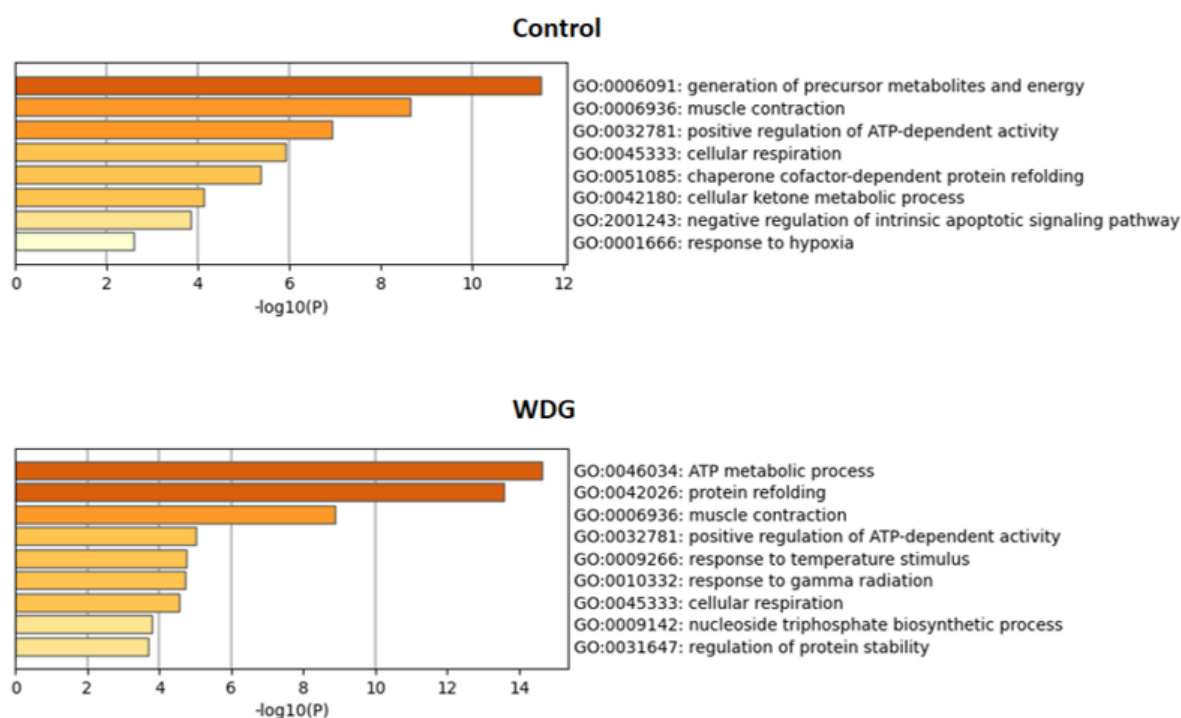 Control
GO:0006091: generation of precursor metabolites and energy
GO:0006936: muscle contraction
GO:0032781: positive regulation of ATP-dependent activity
GO:0045333: cellular respiration
GO:0051085: chaperone cofactor-dependent protein refolding
GO:0042180: cellular ketone metabolic process
GO:2001243: negative regulation of intrinsic apoptotic signaling pathway
GO:0001666: response to hypoxia
0 2 4 6 8 10 12
-log10(P)
WDG
GO:0046034: ATP metabolic process
GO:0042026: protein refolding
GO:0006936: muscle contraction
GO:0032781: positive regulation of ATP-dependent activity
GO:0009266: response to temperature stimulus
GO:0010332: response to gamma radiation
GO:0045333: cellular respiration
GO:0009142: nucleoside triphosphate biosynthetic process
GO:0031647: regulation of protein stability
0 2 4 6 8 10 12 14
-log10(P)